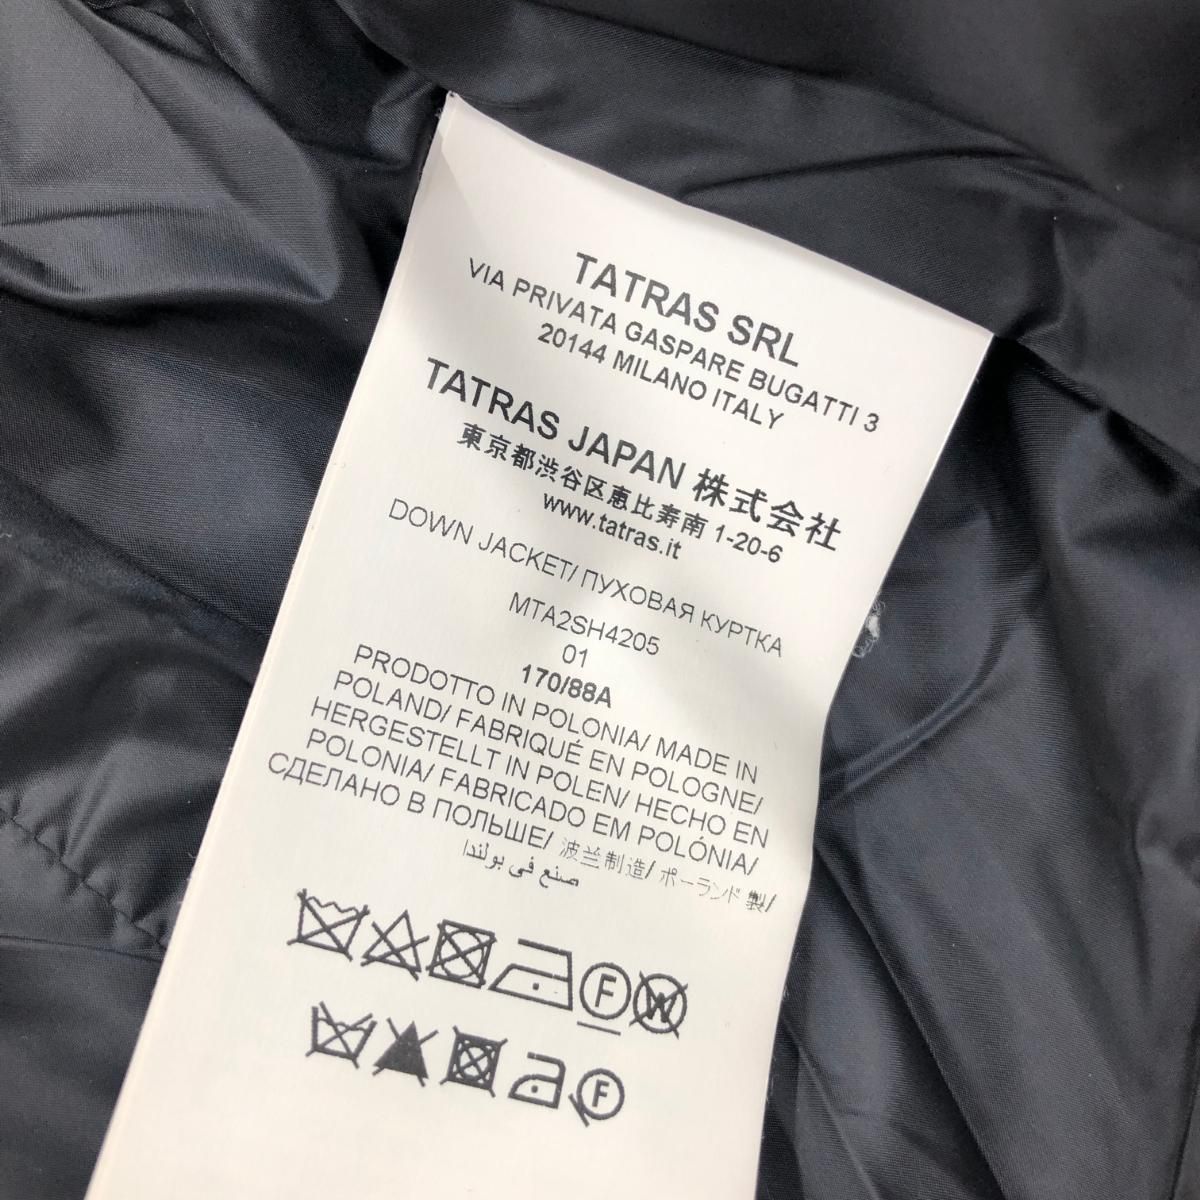 TATRAS SRL
VIA PRIVATA GASPARE BUGATTI 3
20144 MILANO ITALY
TATRAS JAPAN 株式会社
東京都渋谷区恵比寿南 1-20-6
www.tatras.it
DOWN JACKET/ ПУХОВАЯ КУРТКА
MTA2SH4205
01
170/88A
PRODOTTO IN POLONIA/ MADE IN
POLAND/ FABRIQUÉ EN POLOGNE/
HERGESTELLT IN POLEN/ HECHO EN
POLONIA/ FABRICADO EM POLÓNIA/
СДЕЛАНО В ПОЛЬШЕ/ 波兰制造/ ポーランド製/
صنع في بولندا
F W
F